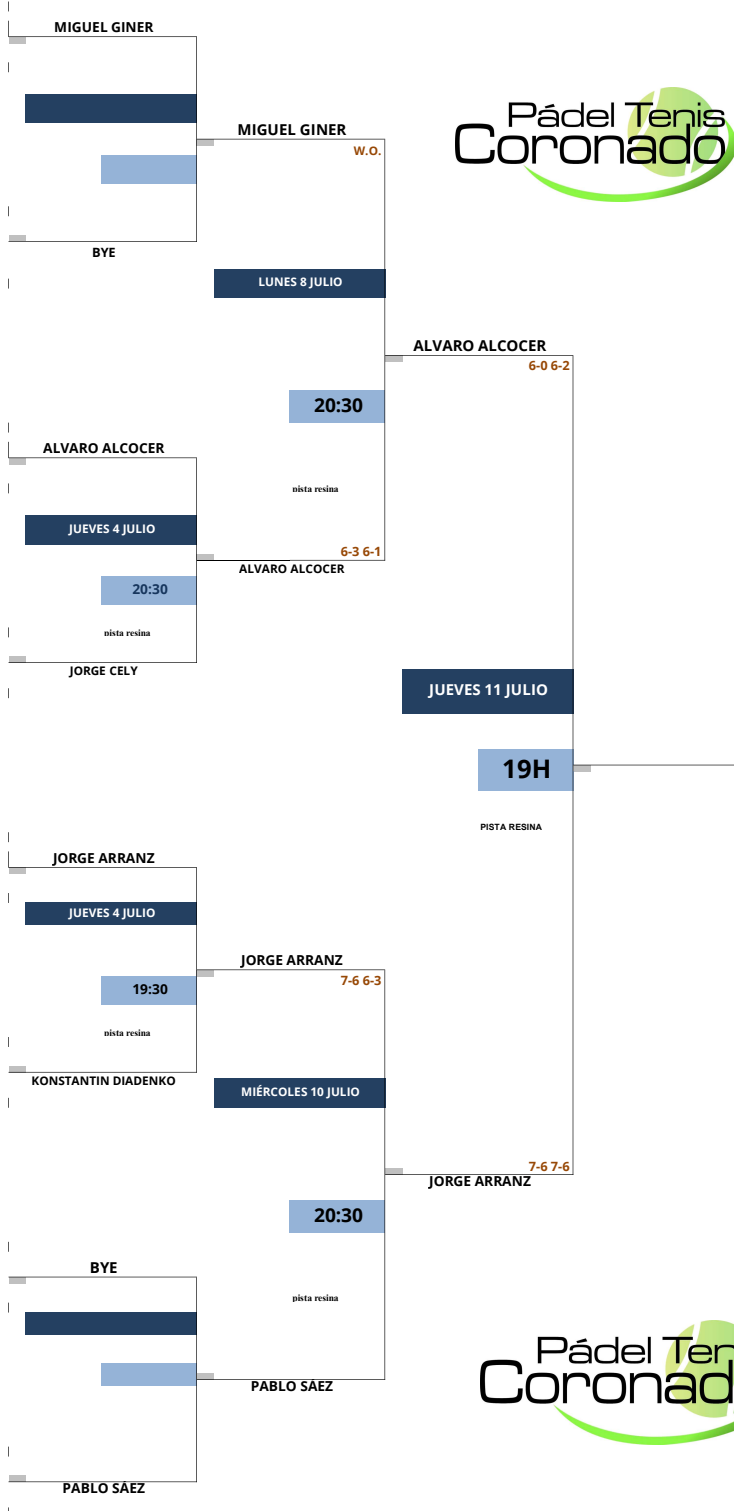 MIGUEL GINER
Pádel Tenis
Coronado
MIGUEL GINER
W.O.
BYE
LUNES 8 JULIO
ALVARO ALCOCER
6-0 6-2
20:30
ALVARO ALCOCER
pista resina
JUEVES 4 JULIO
6-3 6-1
ALVARO ALCOCER
20:30
pista resina
JORGE CELY
JUEVES 11 JULIO
19H
PISTA RESINA
JORGE ARRANZ
JUEVES 4 JULIO
JORGE ARRANZ
7-6 6-3
19:30
pista resina
KONSTANTIN DIADENKO
MIÉRCOLES 10 JULIO
7-6 7-6
JORGE ARRANZ
20:30
BYE
pista resina
Pádel Ten
Coronad
PABLO SÁEZ
PABLO SÁEZ